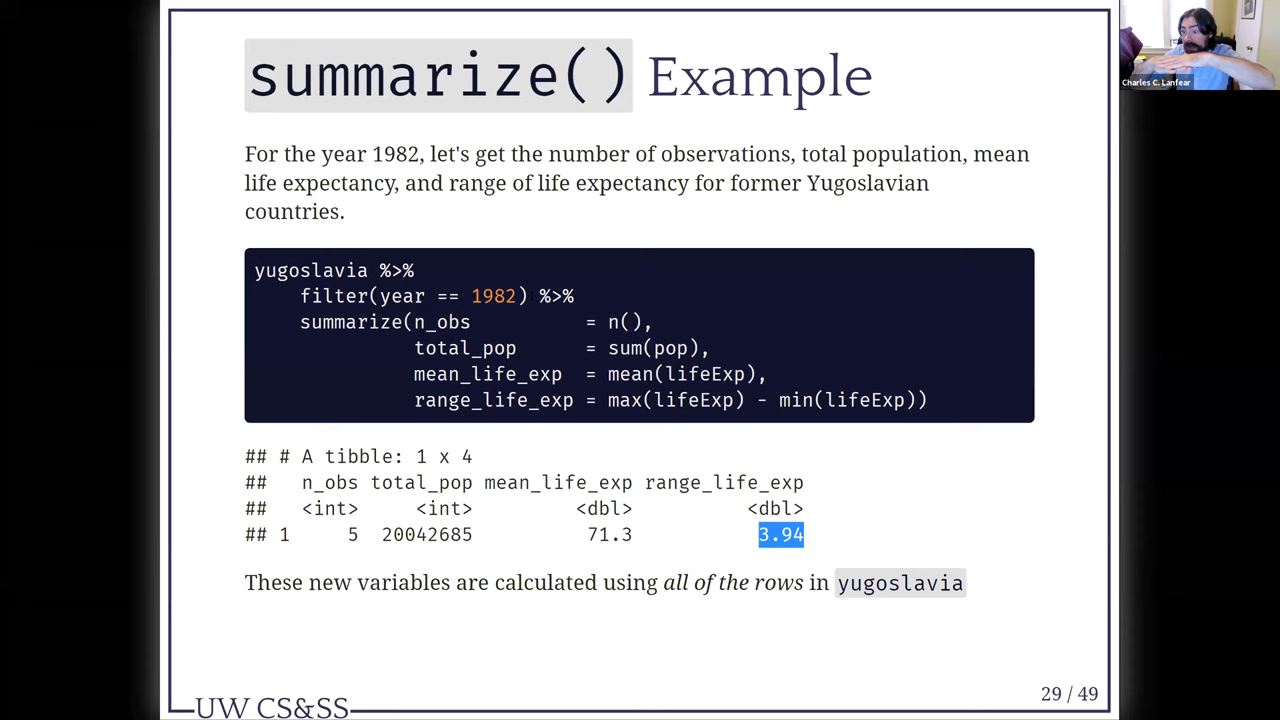 summarize() Example
Charles C. Lanfear
For the year 1982, let's get the number of observations, total population, mean
life expectancy, and range of life expectancy for former Yugoslavian
countries.
yugoslavia %>%
    filter(year == 1982) %>%
    summarize(n_obs          = n(),
              total_pop      = sum(pop),
              mean_life_exp  = mean(lifeExp),
              range_life_exp = max(lifeExp) - min(lifeExp))
## # A tibble: 1 x 4
##   n_obs total_pop mean_life_exp range_life_exp
##   <int>     <int>         <dbl>          <dbl>
## 1     5  20042685          71.3           3.94
These new variables are calculated using all of the rows in yugoslavia
UW CS&SS
29 / 49